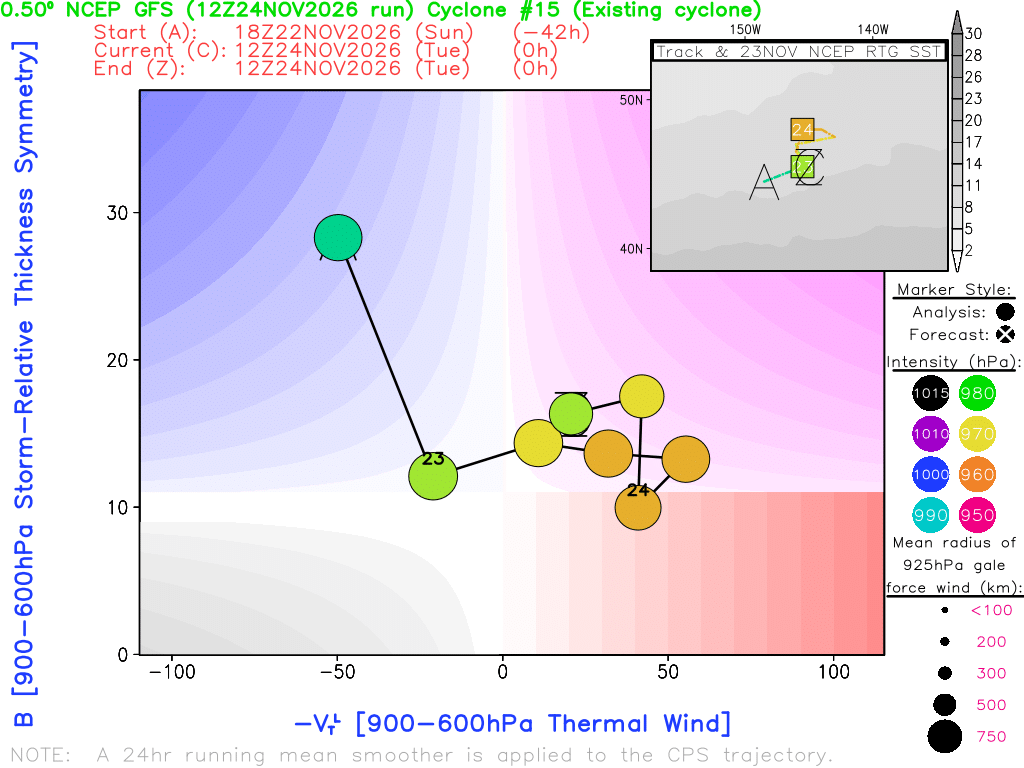 0.50° NCEP GFS (12Z24NOV2026 run) Cyclone #15 (Existing cyclone)
Start (A): 18Z22NOV2026 (Sun) (−42h)
Current (C): 12Z24NOV2026 (Tue) (0h)
End (Z): 12Z24NOV2026 (Tue) (0h)
150W 140W
Track & 23NOV NCEP RTG SST
50N
40N
24
A
C
30
28
26
23
20
17
14
11
8
5
2
B [900−600hPa Storm−Relative Thickness Symmetry]
30
20
10
0
23
24
−100 −50 0 50 100
−VTL [900−600hPa Thermal Wind]
Marker Style:
Analysis:
Forecast:
Intensity (hPa):
1015 980
1010 970
1000 960
990 950
Mean radius of
925hPa gale
force wind (km):
<100
200
300
500
750
NOTE: A 24hr running mean smoother is applied to the CPS trajectory.